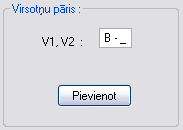 Virsotņu pāris :
V1, V2 : B - _
Pievienot